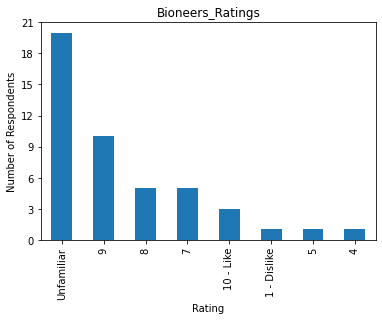 Bioneers_Ratings
Number of Respondents
21
18
15
12
9
6
3
0
Unfamiliar
9
8
7
10 - Like
1 - Dislike
5
4
Rating